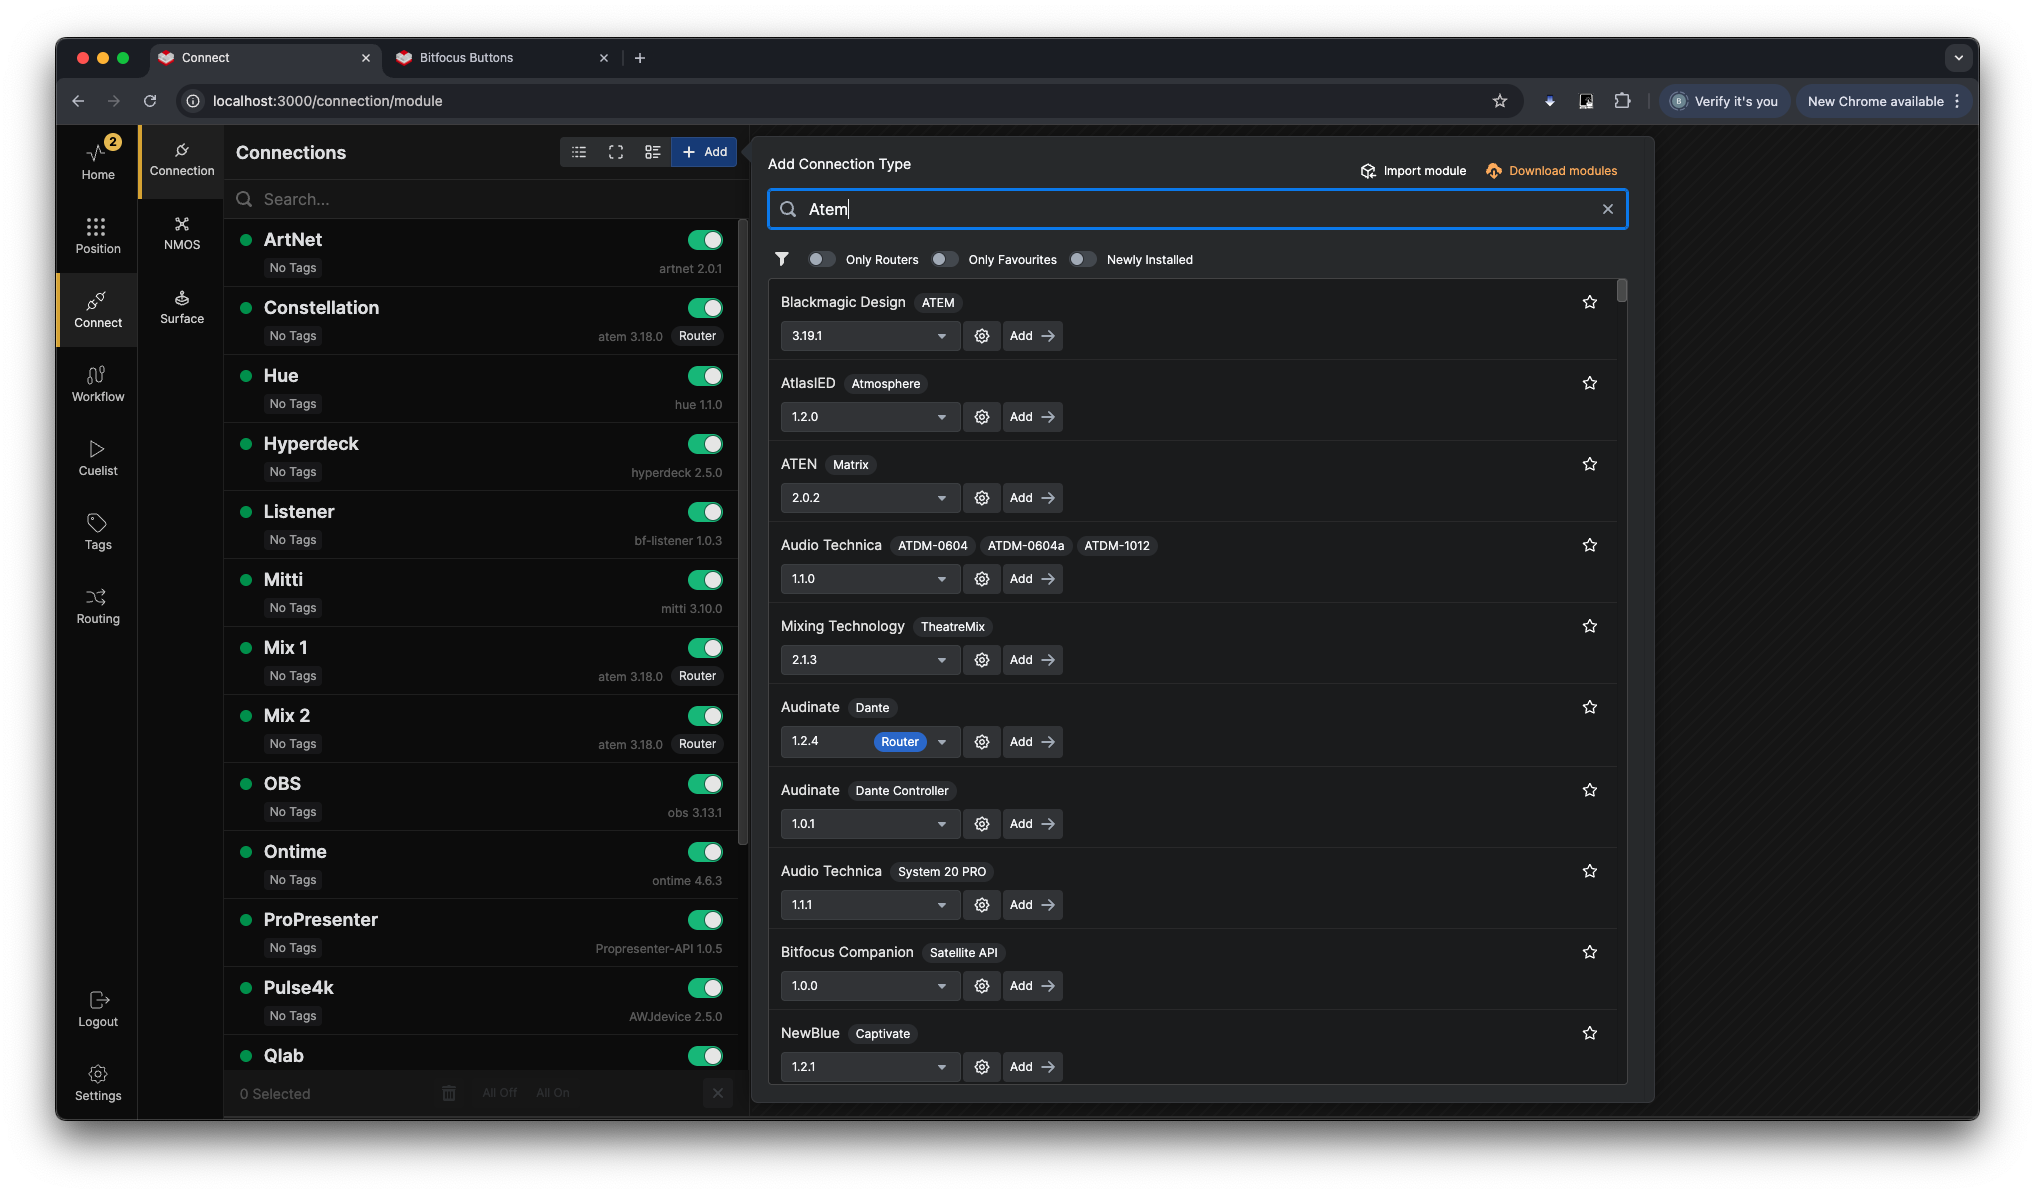 Connect
Bitfocus Buttons
localhost:3000/connection/module
Verify it's you
New Chrome available
2
Home
Position
Connect
Workflow
Cuelist
Tags
Routing
Logout
Settings
Connection
NMOS
Surface
Connections
Add
Search...
ArtNet
No Tags
artnet 2.0.1
Constellation
No Tags
atem 3.18.0 Router
Hue
No Tags
hue 1.1.0
Hyperdeck
No Tags
hyperdeck 2.5.0
Listener
No Tags
bf-listener 1.0.3
Mitti
No Tags
mitti 3.10.0
Mix 1
No Tags
atem 3.18.0 Router
Mix 2
No Tags
atem 3.18.0 Router
OBS
No Tags
obs 3.13.1
Ontime
No Tags
ontime 4.6.3
ProPresenter
No Tags
Propresenter-API 1.0.5
Pulse4k
No Tags
AWJdevice 2.5.0
Qlab
0 Selected
All Off
All On
Add Connection Type
Import module
Download modules
Atem
Only Routers
Only Favourites
Newly Installed
Blackmagic Design ATEM
3.19.1
Add
AtlasIED Atmosphere
1.2.0
Add
ATEN Matrix
2.0.2
Add
Audio Technica ATDM-0604 ATDM-0604a ATDM-1012
1.1.0
Add
Mixing Technology TheatreMix
2.1.3
Add
Audinate Dante
1.2.4 Router
Add
Audinate Dante Controller
1.0.1
Add
Audio Technica System 20 PRO
1.1.1
Add
Bitfocus Companion Satellite API
1.0.0
Add
NewBlue Captivate
1.2.1
Add